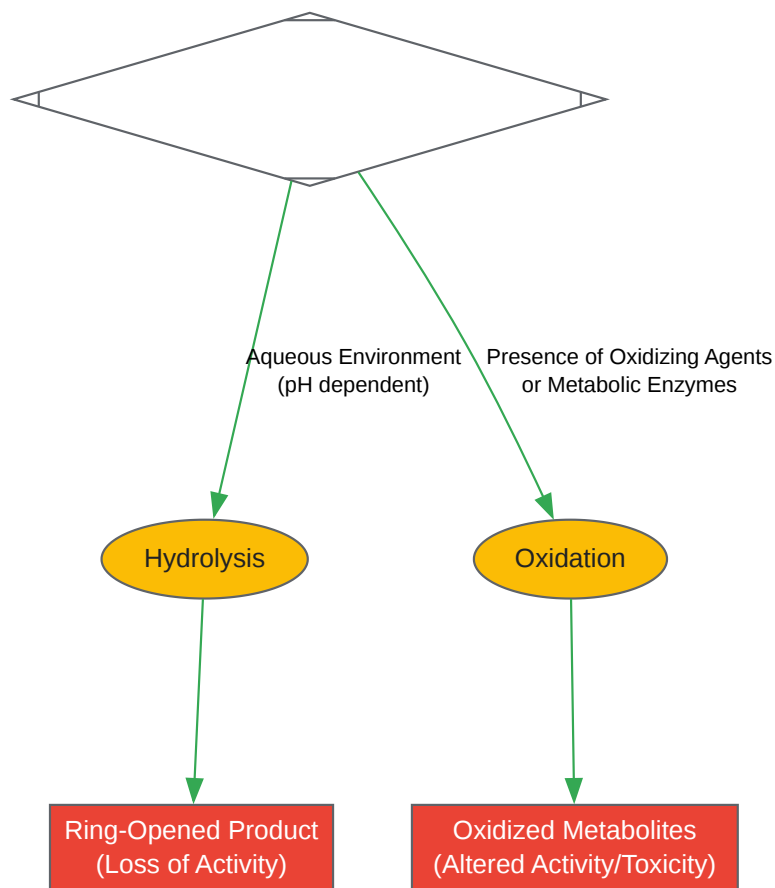 Aqueous Environment
(pH dependent)
Presence of Oxidizing Agents
or Metabolic Enzymes
Hydrolysis
Oxidation
Ring-Opened Product
(Loss of Activity)
Oxidized Metabolites
(Altered Activity/Toxicity)